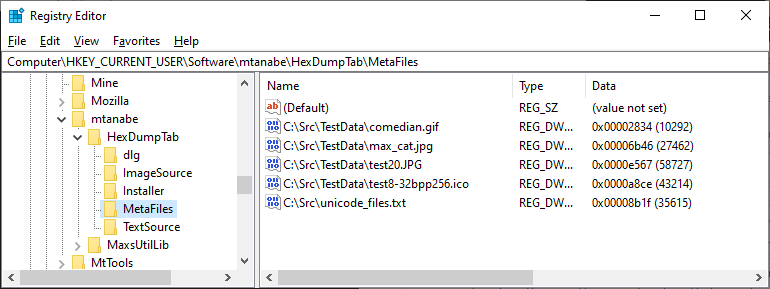 Registry Editor
File Edit View Favorites Help
Computer\HKEY_CURRENT_USER\Software\mtanabe\HexDumpTab\MetaFiles
Mine
Mozilla
mtanabe
HexDumpTab
dlg
ImageSource
Installer
MetaFiles
TextSource
MaxsUtilLib
MtTools
Name Type Data
ab (Default) REG_SZ (value not set)
C:\Src\TestData\comedian.gif REG_DW... 0x00002834 (10292)
C:\Src\TestData\max_cat.jpg REG_DW... 0x00006b46 (27462)
C:\Src\TestData\test20.JPG REG_DW... 0x0000e567 (58727)
C:\Src\TestData\test8-32bpp256.ico REG_DW... 0x0000a8ce (43214)
C:\Src\unicode_files.txt REG_DW... 0x00008b1f (35615)